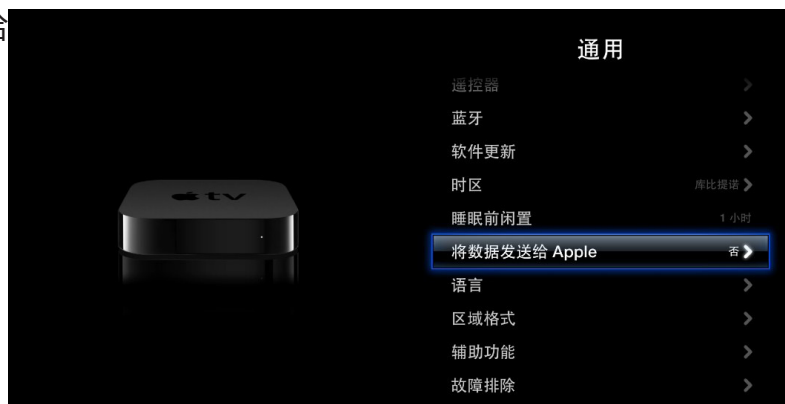 给
通用
遥控器
蓝牙
软件更新
时区 库比提诺
睡眠前闲置 1 小时
将数据发送给 Apple 否
语言
区域格式
辅助功能
故障排除
tv